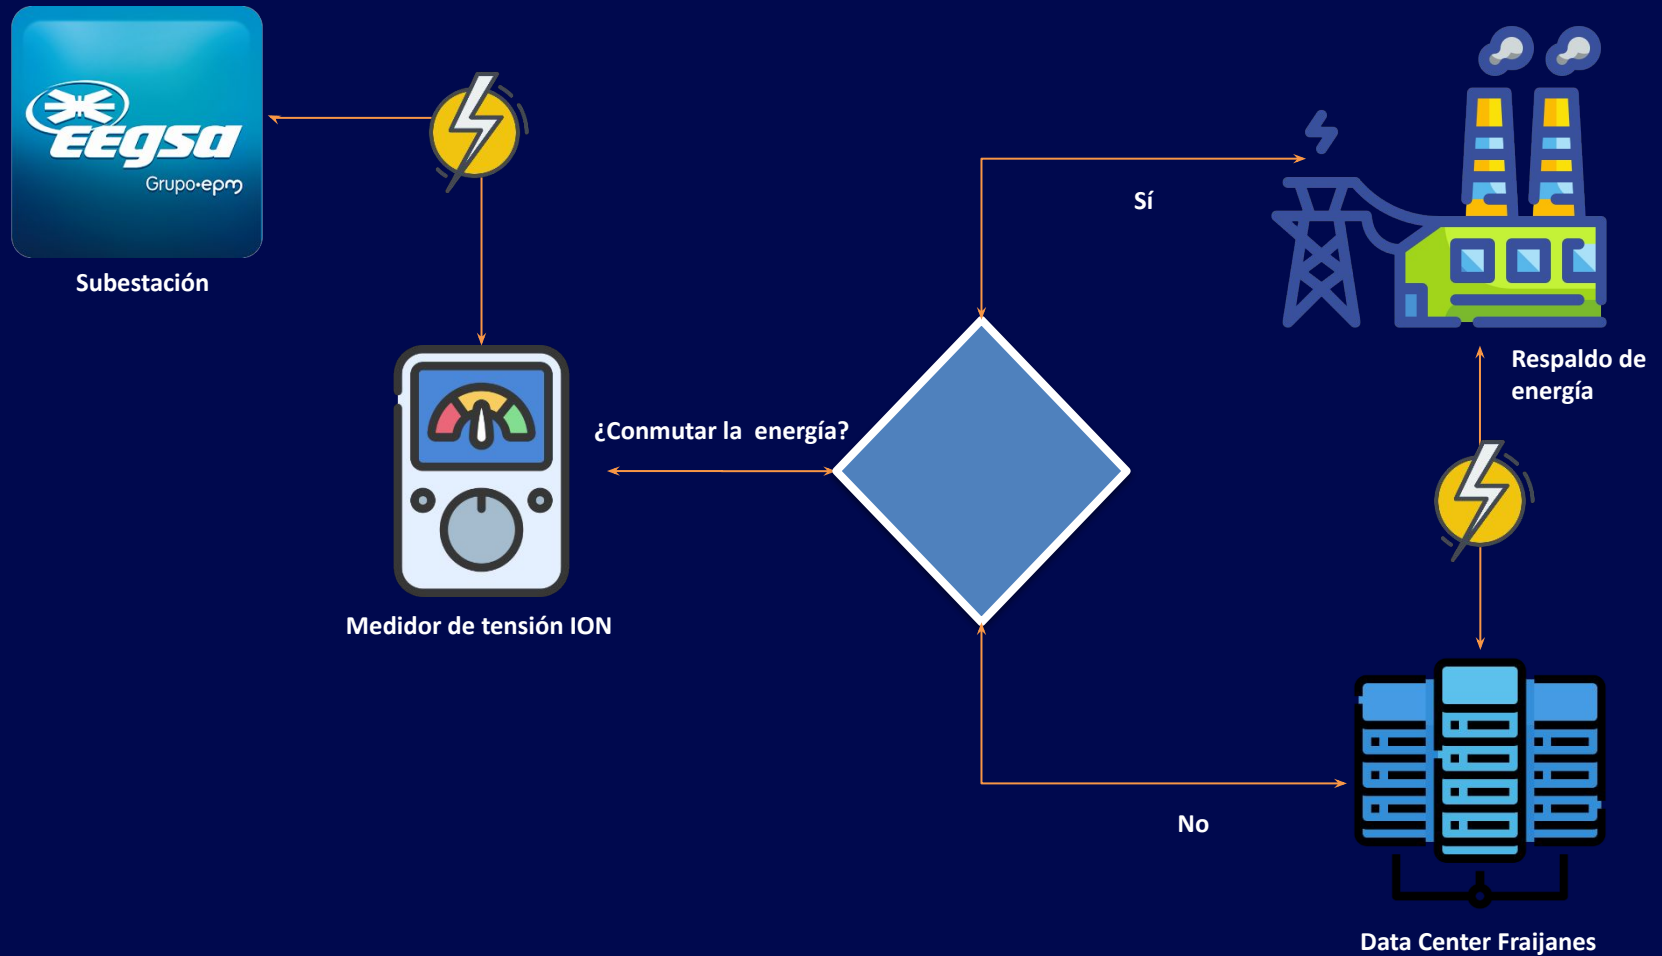 EEGSA
Grupo•epm
Subestación
Sí
Respaldo de
energía
¿Conmutar la  energía?
Medidor de tensión ION
No
Data Center Fraijanes